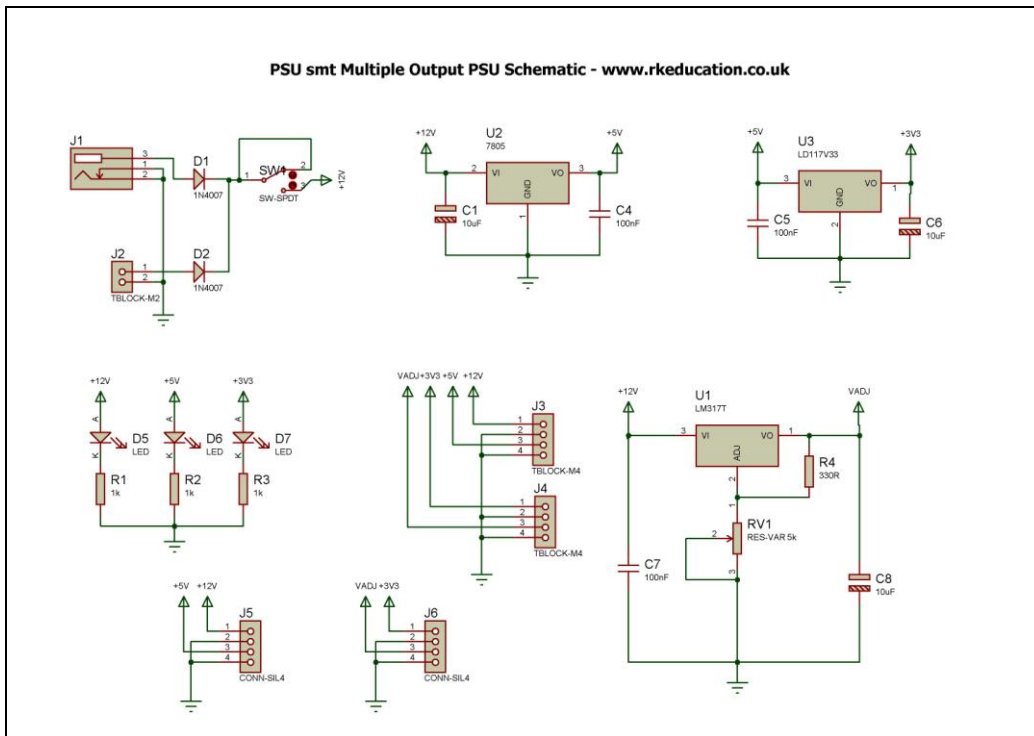 PSU smt Multiple Output PSU Schematic - www.rkeducation.co.uk
J1
3
1
2
D1
1N4007
1
SW1
2
3
SW-SPDT
+12V
J2
1
2
TBLOCK-M2
D2
1N4007
+12V
U2
7805
+5V
2
VI
VO
3
GND
1
C1
10uF
C4
100nF
+5V
U3
LD117V33
+3V3
3
VI
VO
1
GND
2
C5
100nF
C6
10uF
+12V
+5V
+3V3
A
A
A
D5
LED
D6
LED
D7
LED
K
K
K
R1
1k
R2
1k
R3
1k
VADJ +3V3 +5V +12V
J3
1
2
3
4
TBLOCK-M4
J4
1
2
3
4
TBLOCK-M4
+12V
U1
LM317T
VADJ
3
VI
VO
1
ADJ
2
R4
330R
1
RV1
RES-VAR 5k
2
3
C7
100nF
C8
10uF
+5V +12V
J5
1
2
3
4
CONN-SIL4
VADJ +3V3
J6
1
2
3
4
CONN-SIL4